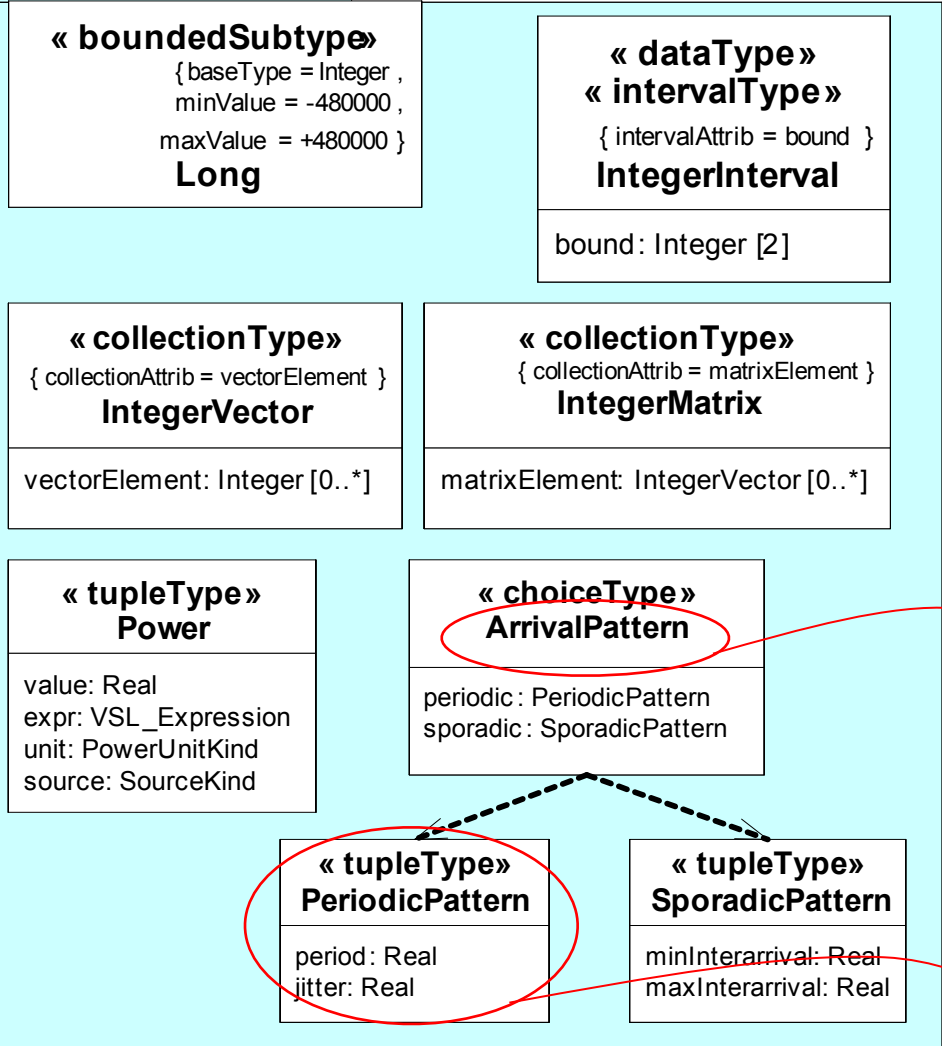 « boundedSubtype»
{ baseType = Integer ,
minValue = -480000 ,
maxValue = +480000 }
Long
« dataType»
« intervalType»
{ intervalAttrib = bound }
IntegerInterval
bound: Integer [2]
« collectionType»
{ collectionAttrib = vectorElement }
IntegerVector
vectorElement: Integer [0..*]
« collectionType»
{ collectionAttrib = matrixElement }
IntegerMatrix
matrixElement: IntegerVector [0..*]
« tupleType»
Power
value: Real
expr: VSL_Expression
unit: PowerUnitKind
source: SourceKind
« choiceType»
ArrivalPattern
periodic: PeriodicPattern
sporadic: SporadicPattern
« tupleType»
PeriodicPattern
period: Real
jitter: Real
« tupleType»
SporadicPattern
minInterarrival: Real
maxInterarrival: Real